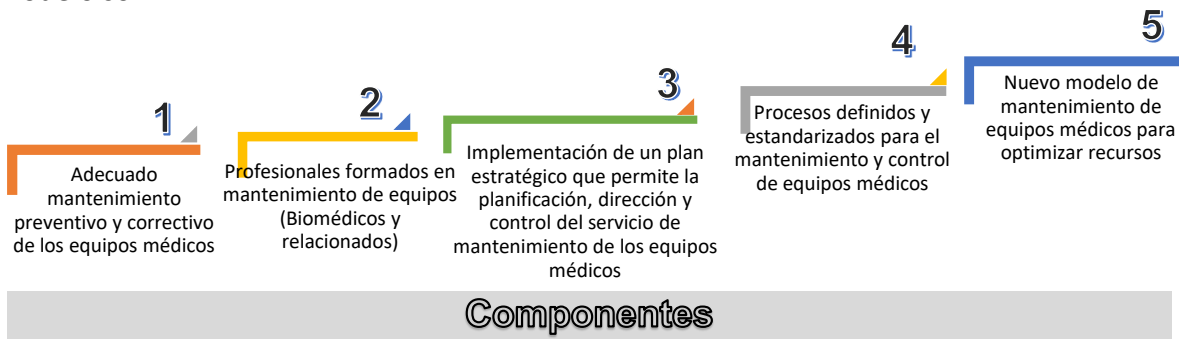 1
Adecuado
mantenimiento
preventivo y correctivo
de los equipos médicos
2
Profesionales formados en
mantenimiento de equipos
(Biomédicos y
relacionados)
3
Implementación de un plan
estratégico que permite la
planificación, dirección y
control del servicio de
mantenimiento de los equipos
médicos
4
Procesos definidos y
estandarizados para el
mantenimiento y control
de equipos médicos
5
Nuevo modelo de
mantenimiento de
equipos médicos para
optimizar recursos
Componentes